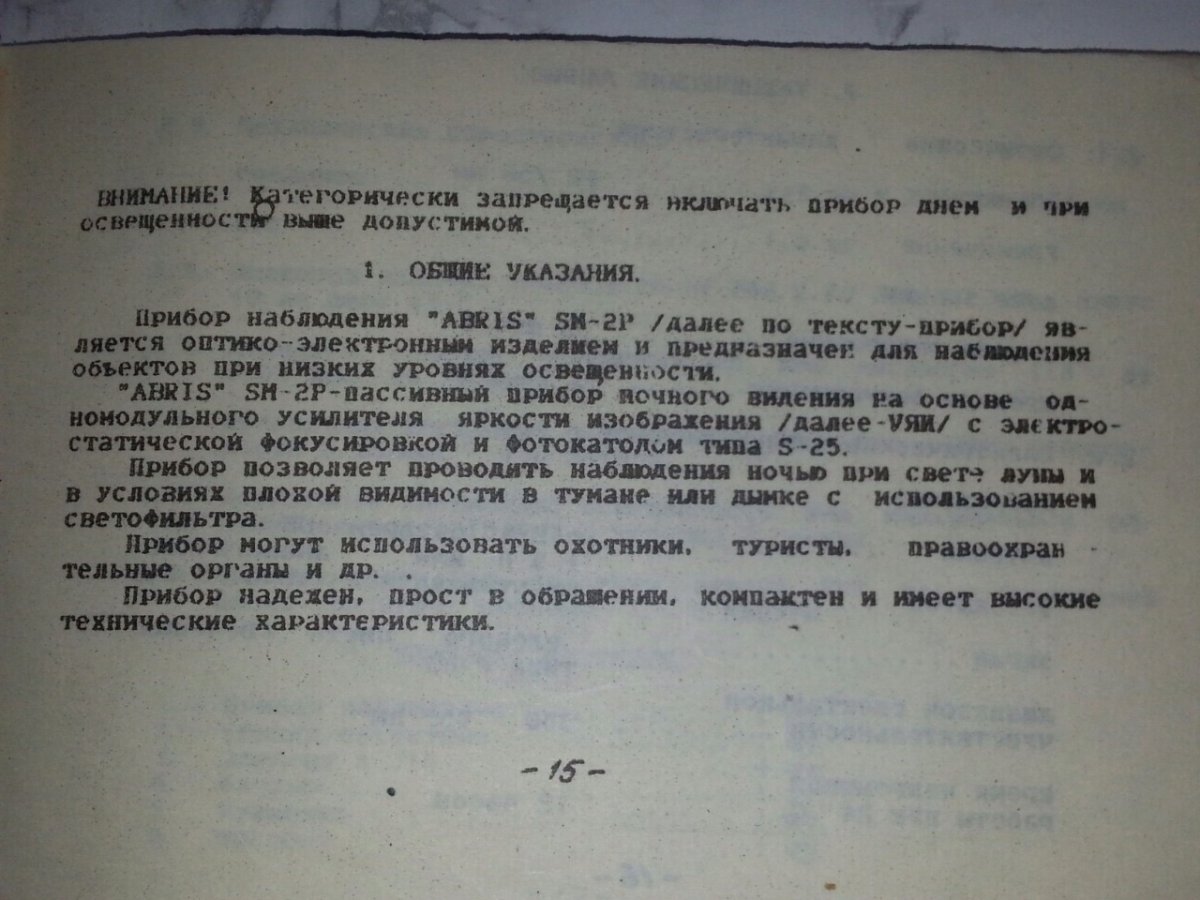 ВНИМАНИЕ! Категорически запрещается включать прибор днем и при
освещенности выше допустимой.
1. ОБЩИЕ УКАЗАНИЯ.
Прибор наблюдения "ABRIS" SM-2P /далее по тексту-прибор/ яв-
ляется оптико-электронным изделием и предназначен для наблюдения
объектов при низких уровнях освещенности.
"ABRIS" SM-2P-пассивный прибор ночного видения на основе од-
номодульного усилителя яркости изображения /далее-УЯИ/ с электро-
статической фокусировкой и фотокатодом типа S-25.
Прибор позволяет проводить наблюдения ночью при свете луны и
в условиях плохой видимости в тумане или дымке с использованием
светофильтра.
Прибор могут использовать охотники, туристы, правоохран
тельные органы и др.
Прибор надежен, прост в обращении, компактен и имеет высокие
технические характеристики.
-15-